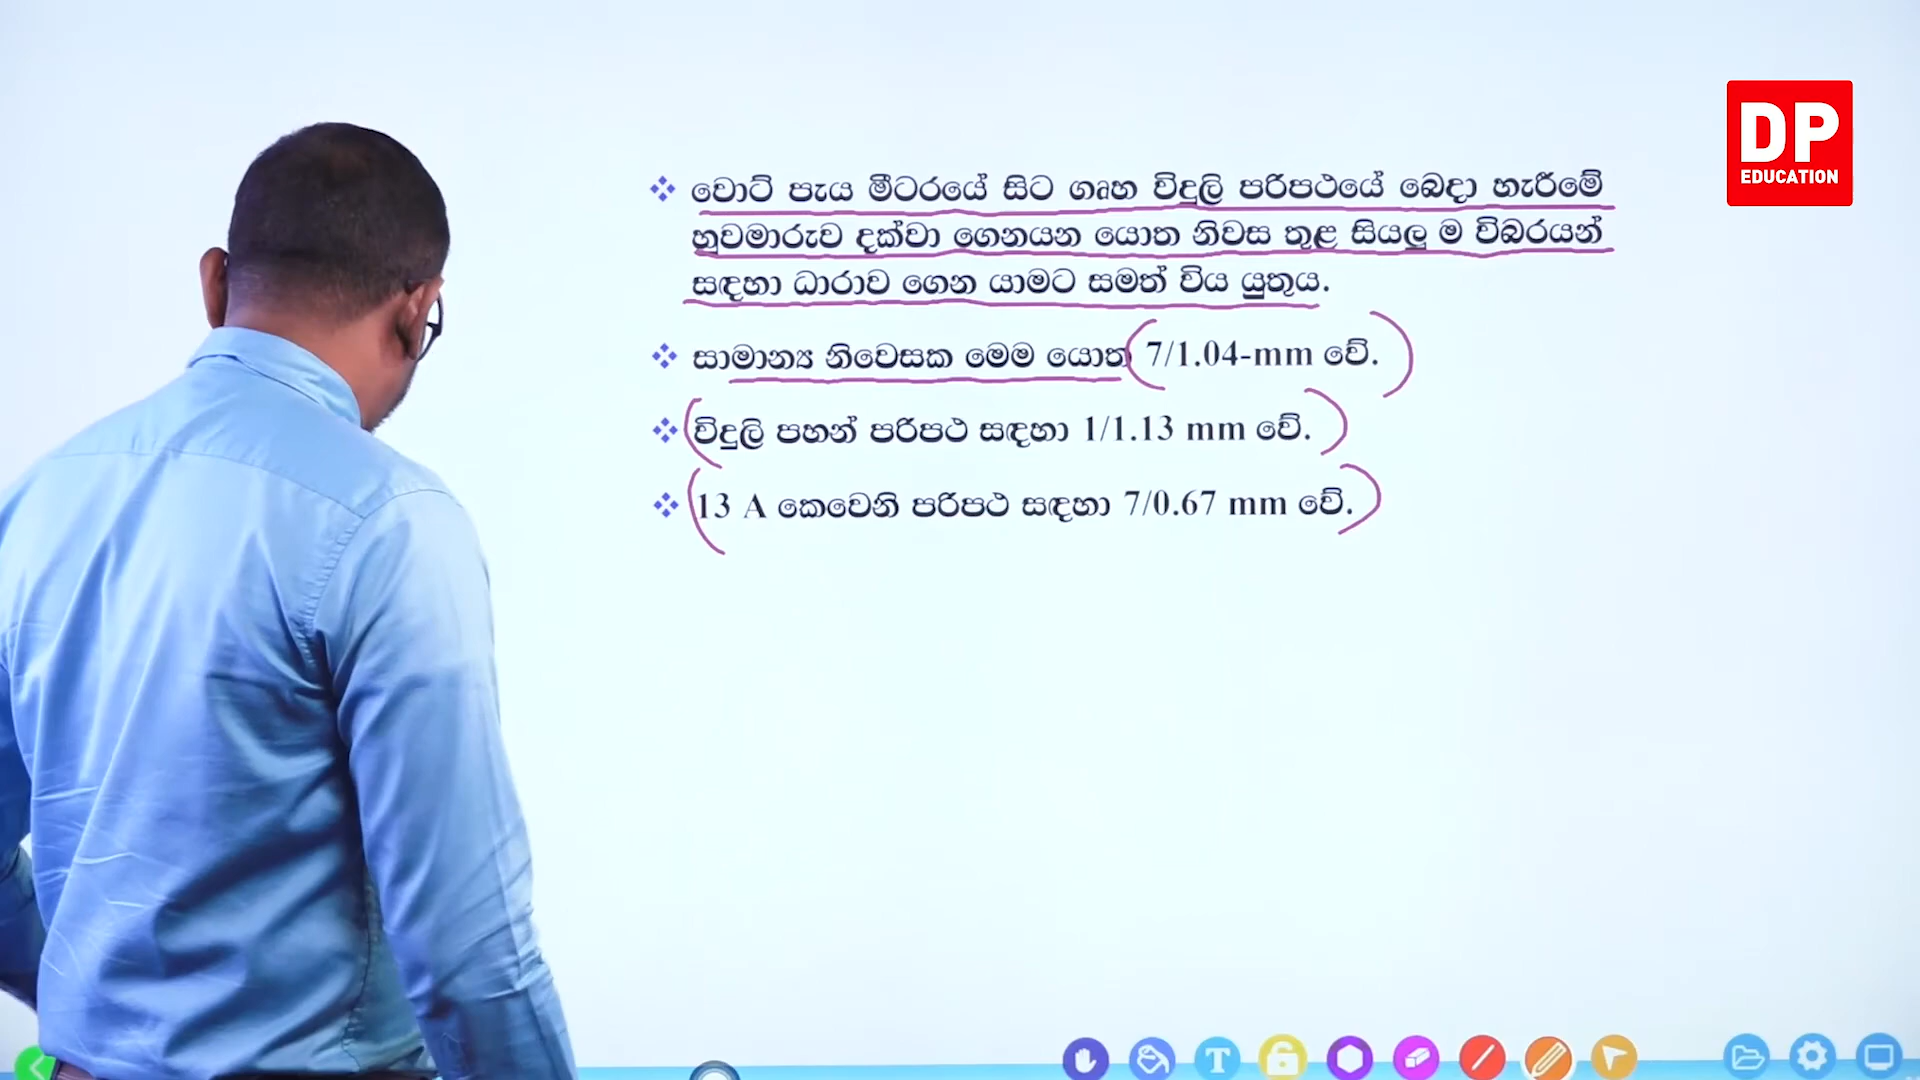 DP
EDUCATION
❖ වොට් පැය මීටරයේ සිට ගෘහ විදුලි පරිපථයේ බෙදා හැරීමේ
හුවමාරුව දක්වා ගෙනයන යොත නිවස තුළ සියලු ම විබරයන්
සඳහා ධාරාව ගෙන යාමට සමත් විය යුතුය.
❖ සාමාන්‍ය නිවෙසක මෙම යොත 7/1.04-mm වේ.
❖ විදුලි පහන් පරිපථ සඳහා 1/1.13 mm වේ.
❖ 13 A කෙවෙනි පරිපථ සඳහා 7/0.67 mm වේ.
T